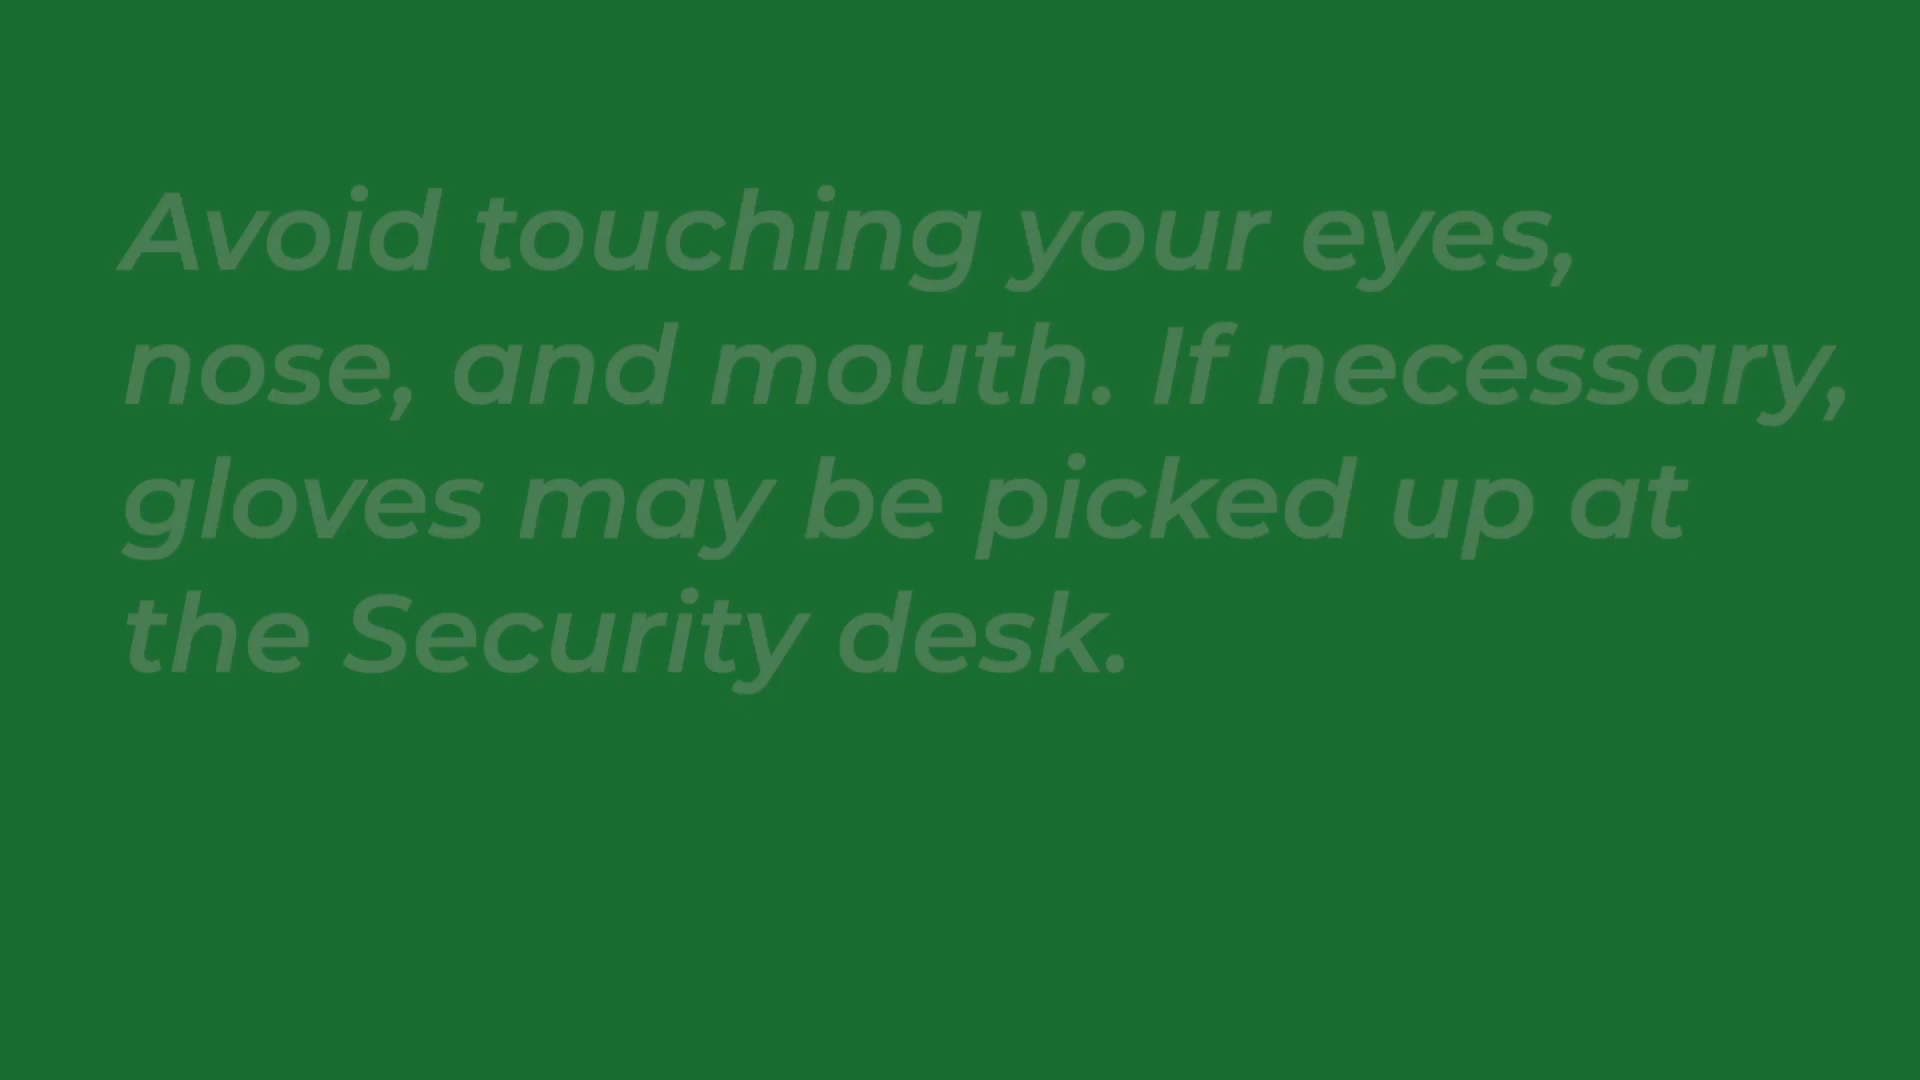 Avoid touching your eyes,
nose, and mouth. If necessary,
gloves may be picked up at
the Security desk.